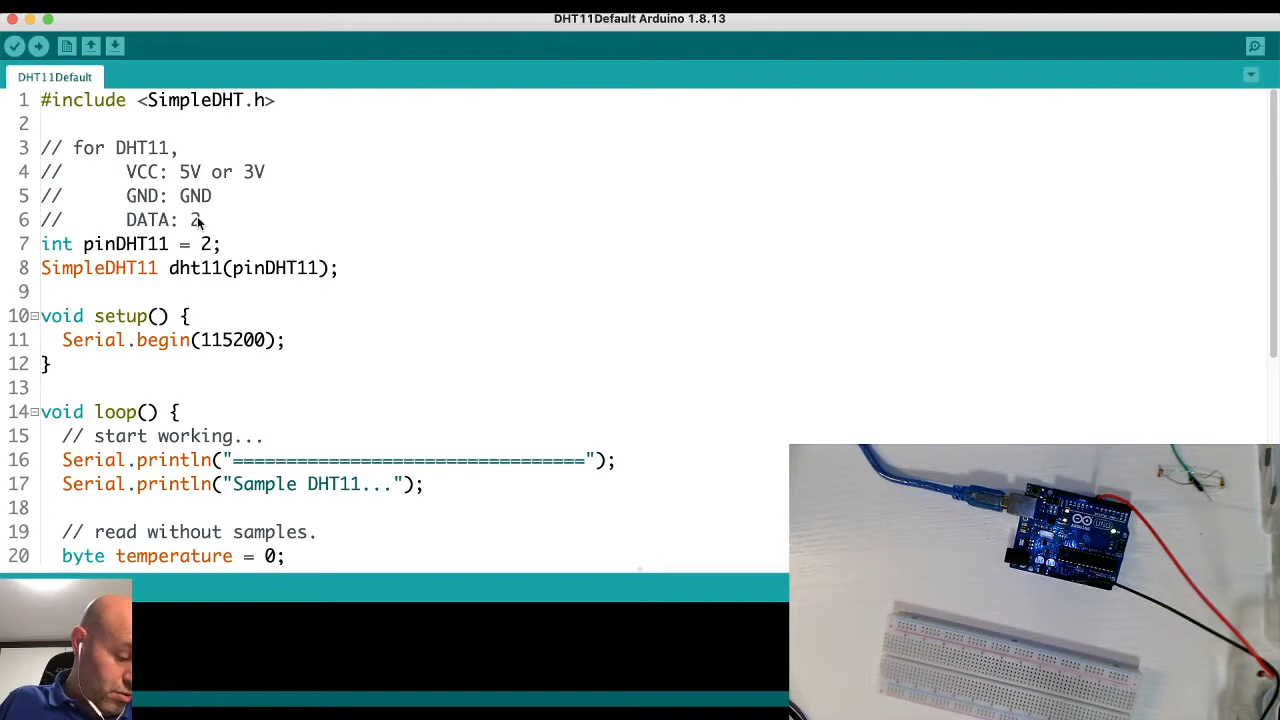 DHT11Default Arduino 1.8.13
DHT11Default
1 #include <SimpleDHT.h>
2
3 // for DHT11,
4 //      VCC: 5V or 3V
5 //      GND: GND
6 //      DATA: 2
7 int pinDHT11 = 2;
8 SimpleDHT11 dht11(pinDHT11);
9
10 void setup() {
11   Serial.begin(115200);
12 }
13
14 void loop() {
15   // start working...
16   Serial.println("=================================");
17   Serial.println("Sample DHT11...");
18
19   // read without samples.
20   byte temperature = 0;
UNO